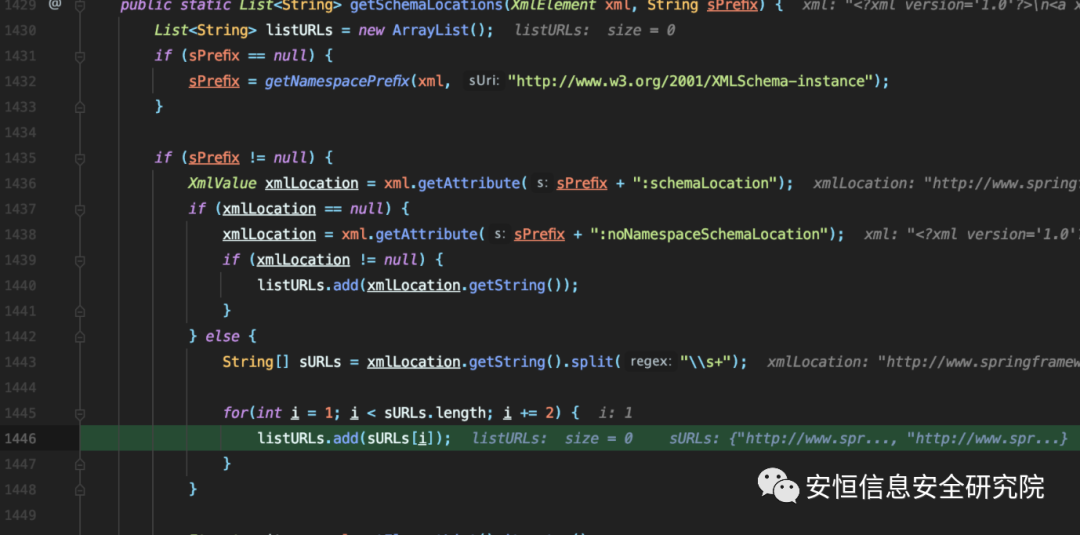 1429 @ public static List<String> getSchemaLocations(XmlElement xml, String sPrefix) { xml: "<?xml version='1.0'?>\n<a x
1430 List<String> listURLs = new ArrayList(); listURLs: size = 0
1431 if (sPrefix == null) {
1432 sPrefix = getNamespacePrefix(xml, sUri: "http://www.w3.org/2001/XMLSchema-instance");
1433 }
1434
1435 if (sPrefix != null) {
1436 XmlValue xmlLocation = xml.getAttribute( s: sPrefix + ":schemaLocation"); xmlLocation: "http://www.springf
1437 if (xmlLocation == null) {
1438 xmlLocation = xml.getAttribute( s: sPrefix + ":noNamespaceSchemaLocation"); xml: "<?xml version='1.0'
1439 if (xmlLocation != null) {
1440 listURLs.add(xmlLocation.getString());
1441 }
1442 } else {
1443 String[] sURLs = xmlLocation.getString().split( regex: "\\s+"); xmlLocation: "http://www.springframew
1444
1445 for(int i = 1; i < sURLs.length; i += 2) { i: 1
1446 listURLs.add(sURLs[i]); listURLs: size = 0 sURLs: {"http://www.spr..., "http://www.spr...}
1447 }
1448 }
1449
安恒信息安全研究院